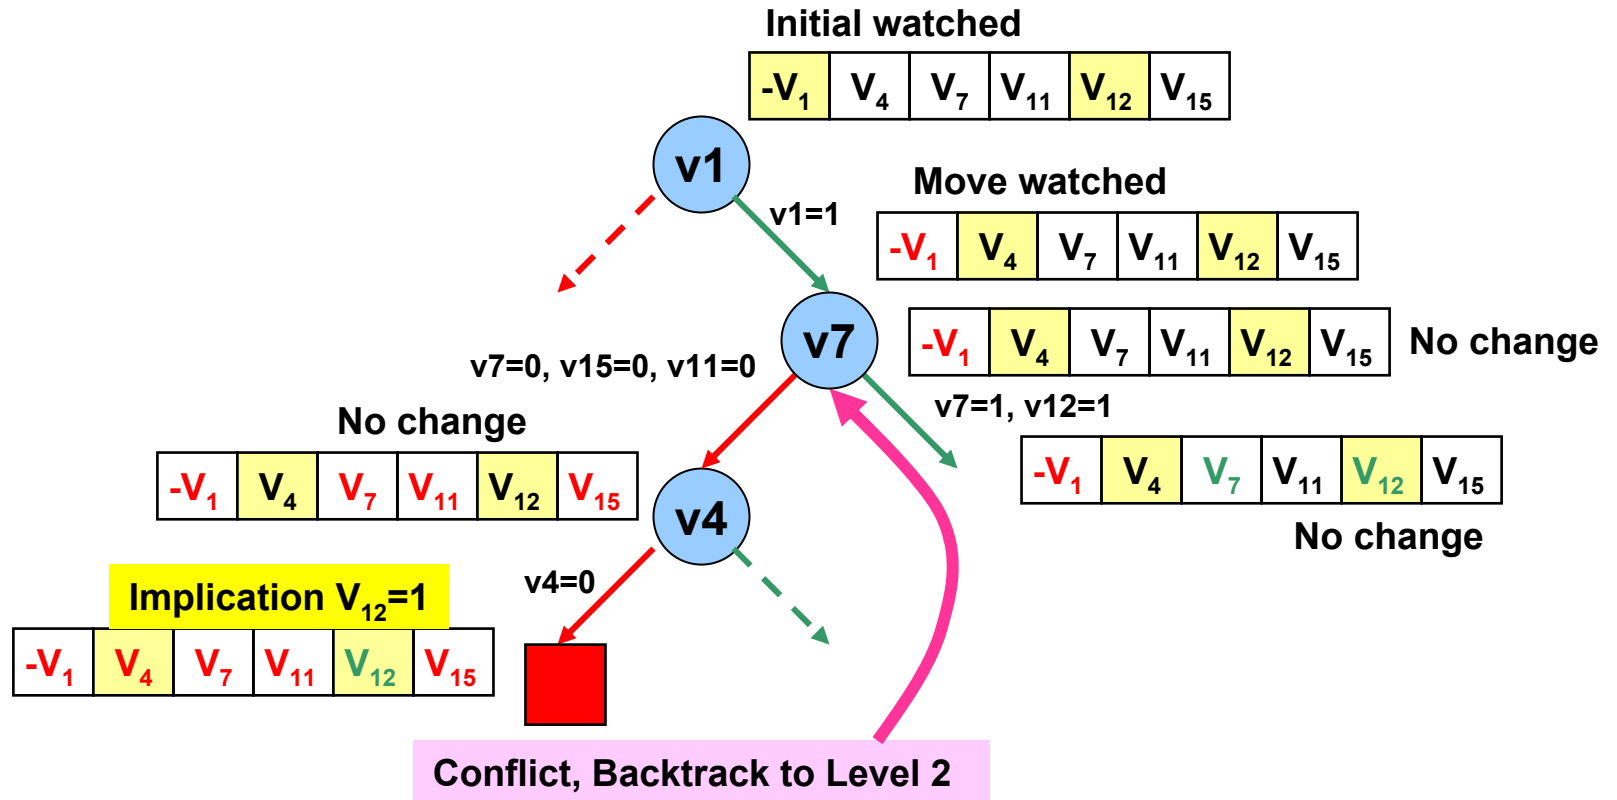 Initial watched
-V1 V4 V7 V11 V12 V15
v1
Move watched
v1=1
-V1 V4 V7 V11 V12 V15
v7
-V1 V4 V7 V11 V12 V15
No change
v7=0, v15=0, v11=0
v7=1, v12=1
No change
-V1 V4 V7 V11 V12 V15
-V1 V4 V7 V11 V12 V15
No change
v4
v4=0
Implication V12=1
-V1 V4 V7 V11 V12 V15
Conflict, Backtrack to Level 2